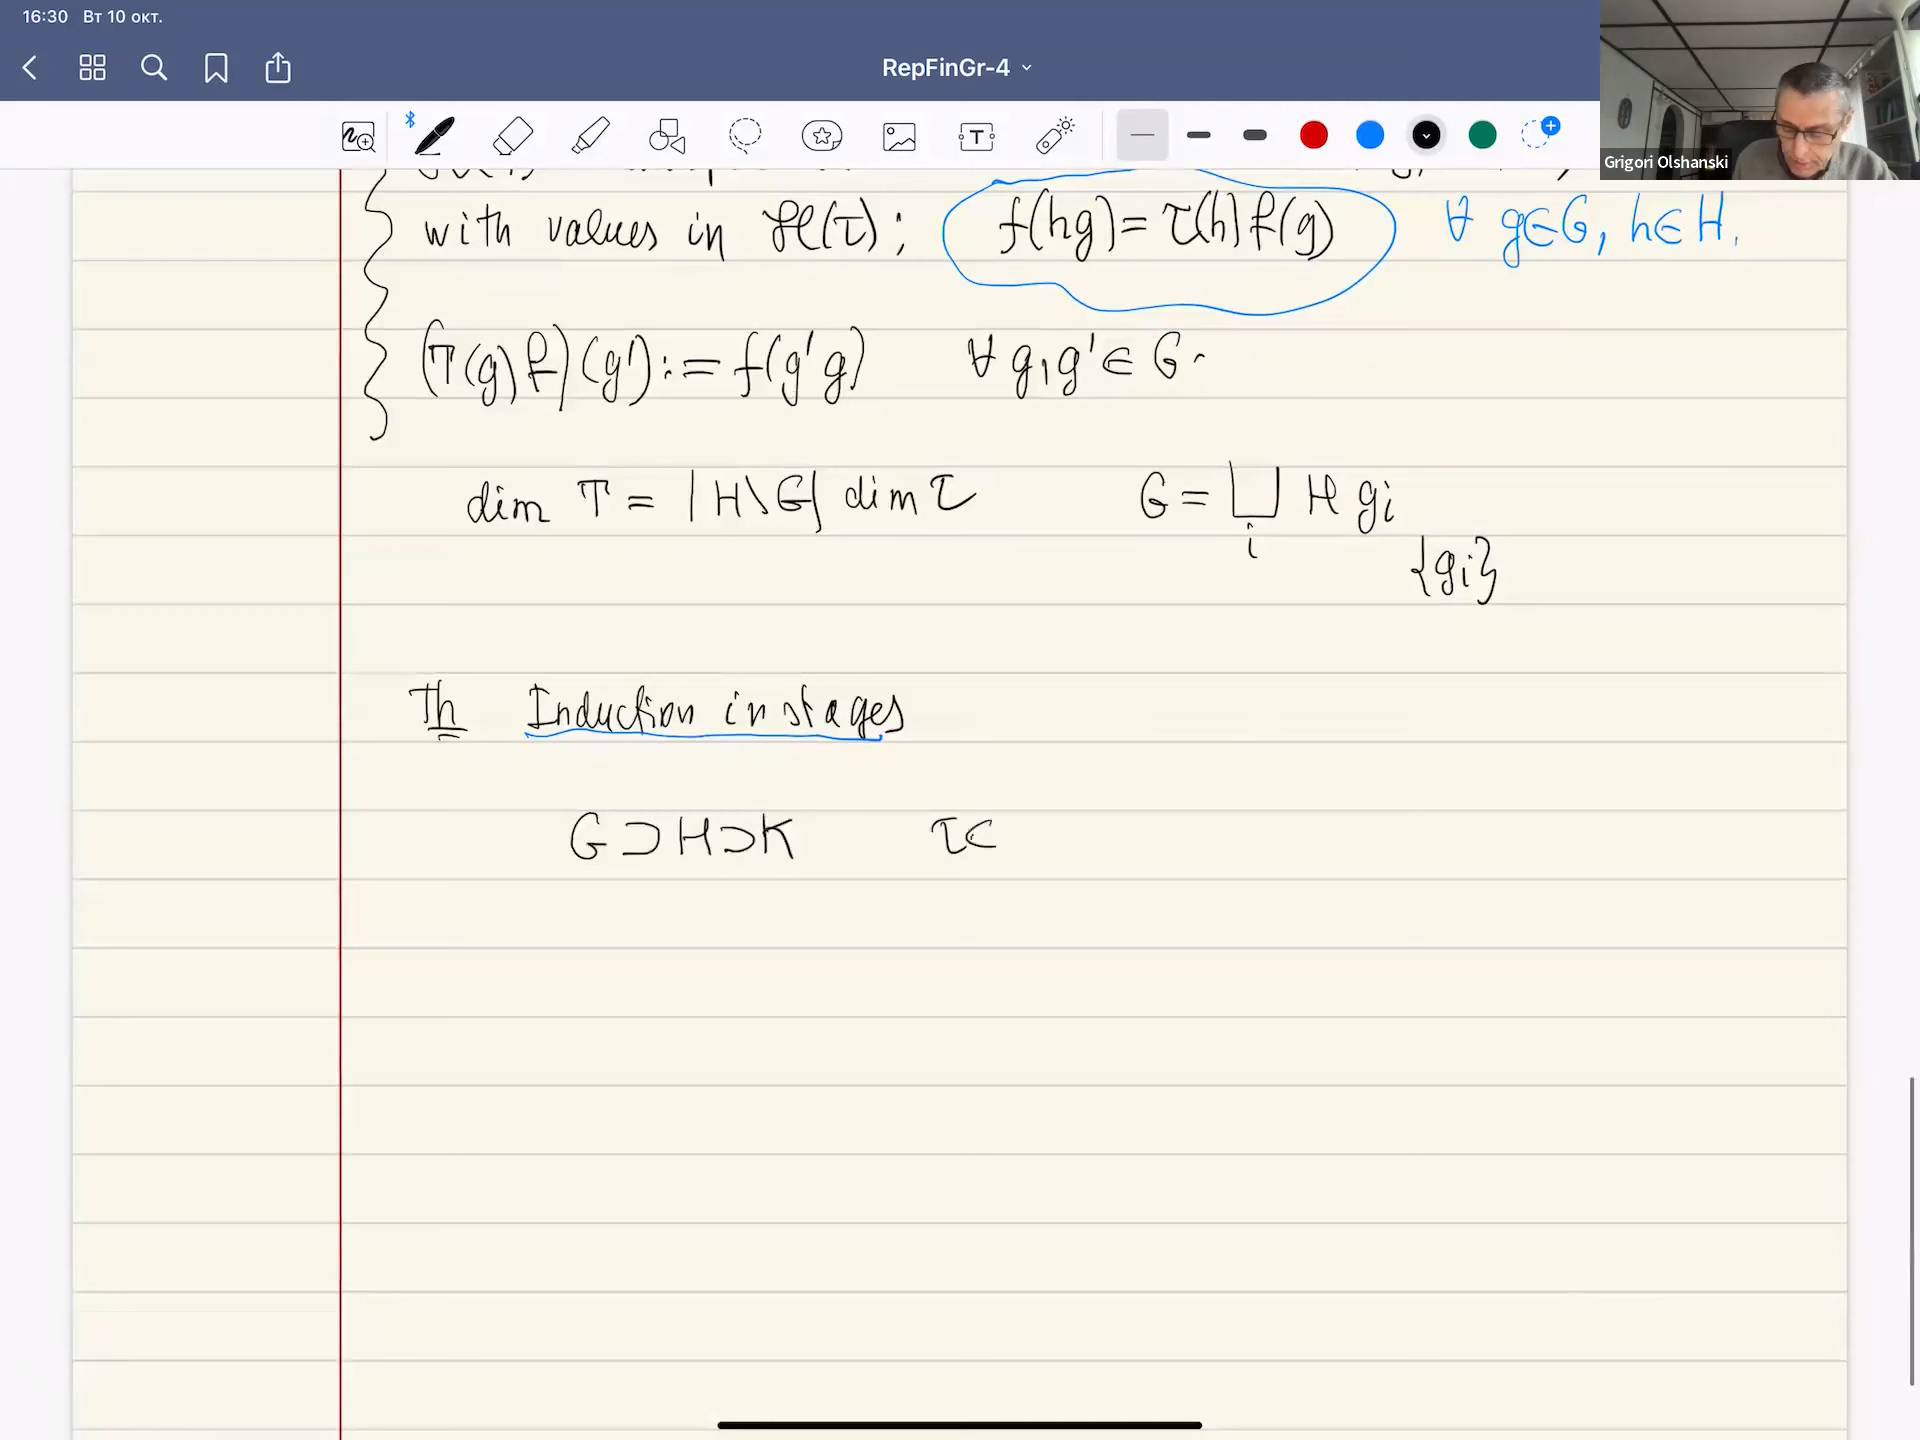 16:30 Вт 10 окт.
RepFinGr-4
Grigori Olshanski
with values in ℋ(τ); f(hg)=τ(h)f(g) ∀ g∈G, h∈H.
(T(g)f)(g'):=f(g'g) ∀ g,g'∈G.
dim T = |H\G| dim τ G = ⊔ H gi
i
{gi}
Th Induction in stages
G⊃H⊃K τ(